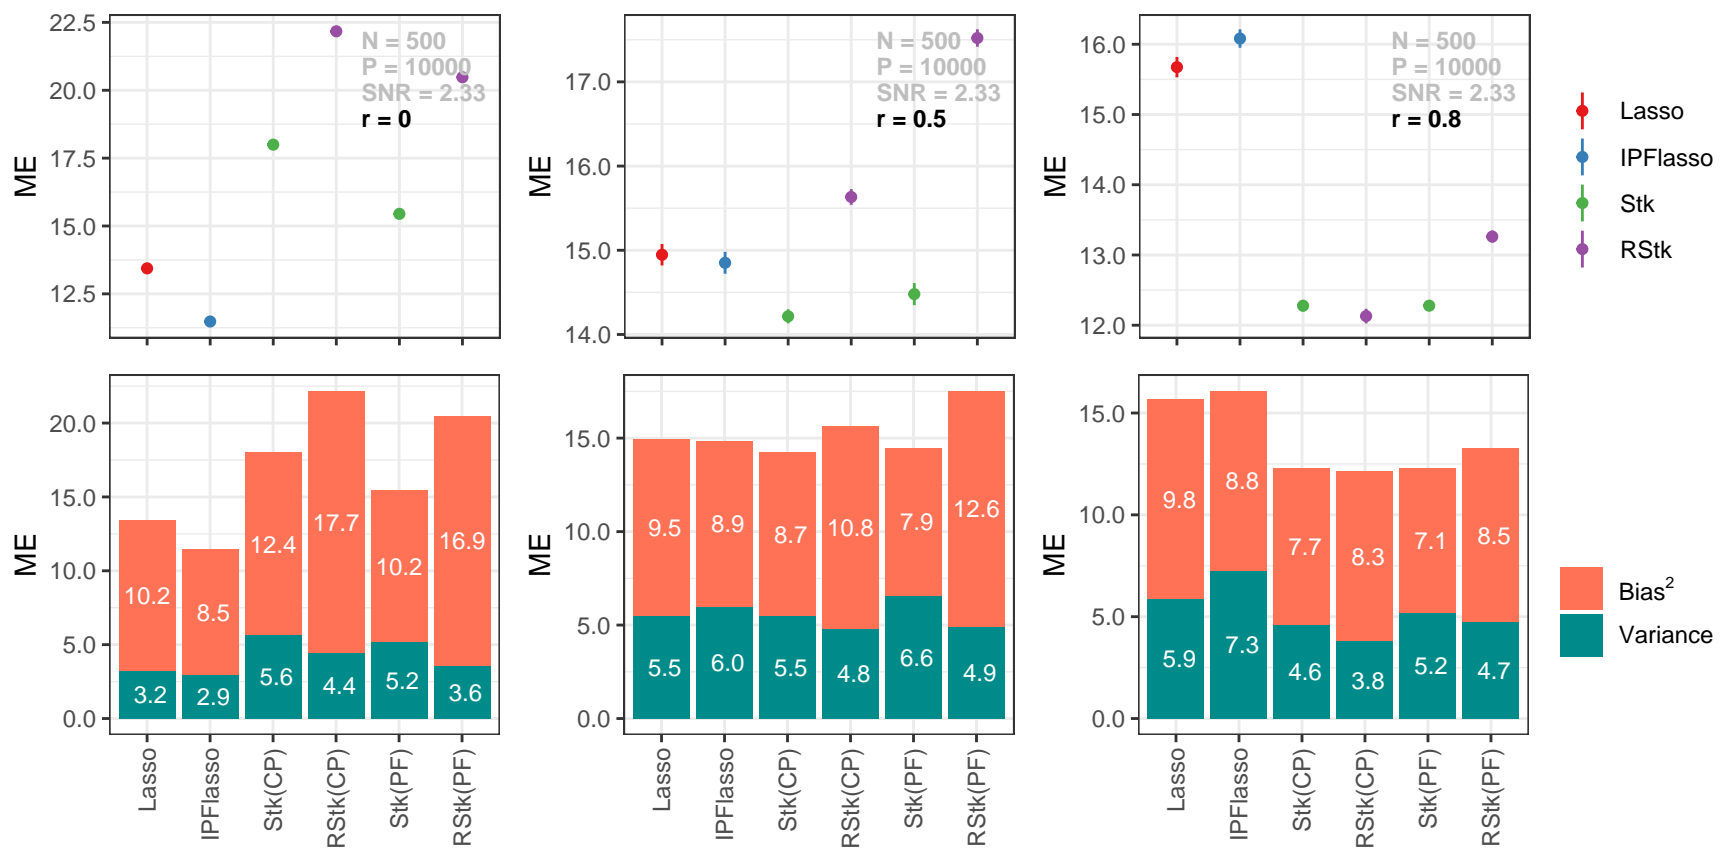 ME
22.5
20.0
17.5
15.0
12.5
N = 500
P = 10000
SNR = 2.33
r = 0
ME
17.0
16.0
15.0
14.0
N = 500
P = 10000
SNR = 2.33
r = 0.5
ME
16.0
15.0
14.0
13.0
12.0
N = 500
P = 10000
SNR = 2.33
r = 0.8
Lasso
IPFlasso
Stk
RStk
ME
20.0
15.0
10.0
5.0
0.0
10.2
8.5
12.4
17.7
10.2
16.9
3.2
2.9
5.6
4.4
5.2
3.6
Lasso
IPFlasso
Stk(CP)
RStk(CP)
Stk(PF)
RStk(PF)
ME
15.0
10.0
5.0
0.0
9.5
8.9
8.7
10.8
7.9
12.6
5.5
6.0
5.5
4.8
6.6
4.9
Lasso
IPFlasso
Stk(CP)
RStk(CP)
Stk(PF)
RStk(PF)
ME
15.0
10.0
5.0
0.0
9.8
8.8
7.7
8.3
7.1
8.5
5.9
7.3
4.6
3.8
5.2
4.7
Lasso
IPFlasso
Stk(CP)
RStk(CP)
Stk(PF)
RStk(PF)
Bias²
Variance